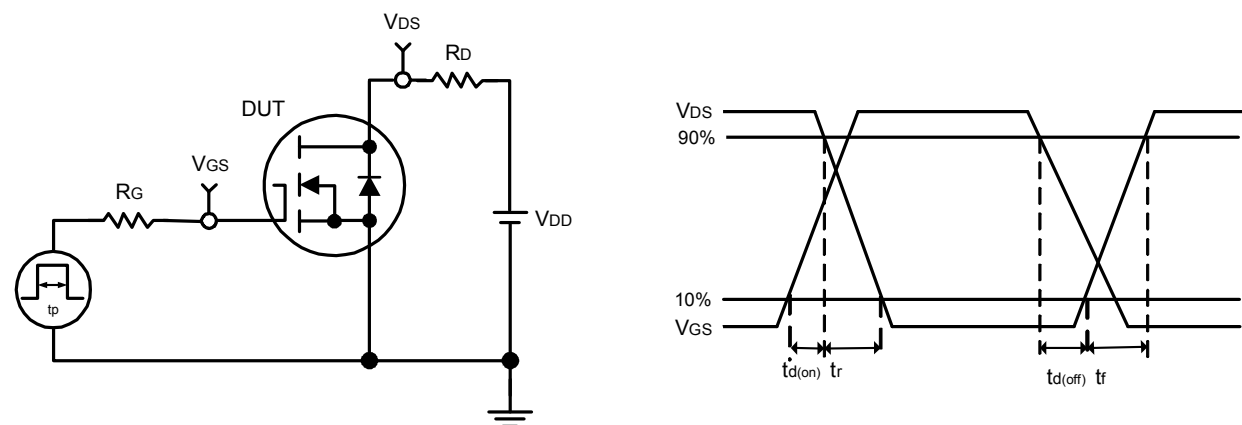 VDS
RD
DUT
VGS
RG
VDD
tp
VDS
90%
10%
VGS
td(on) tr
td(off) tf